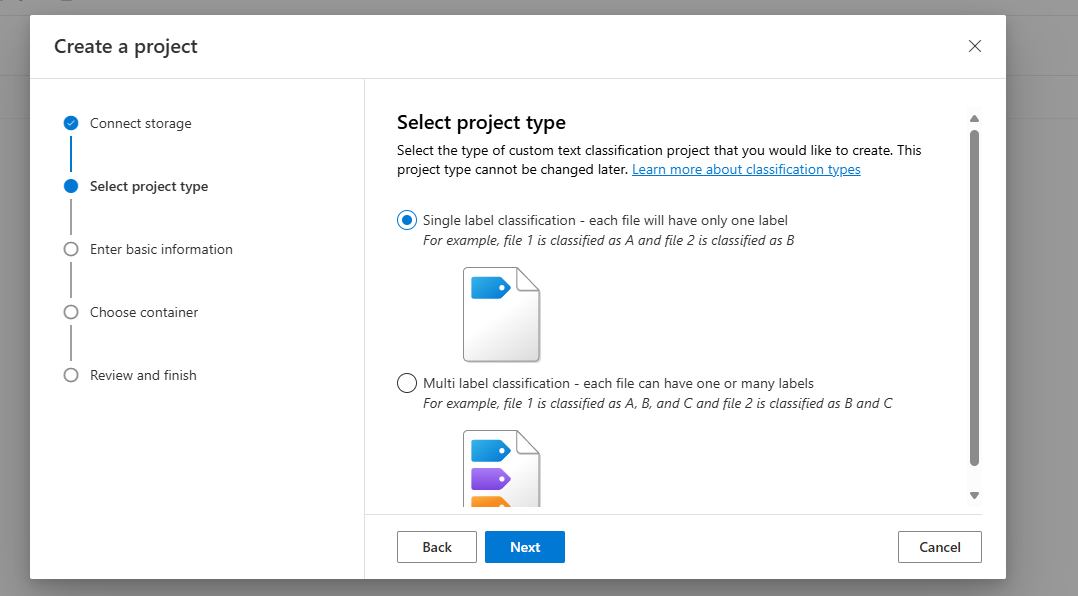 Create a project
Connect storage
Select project type
Enter basic information
Choose container
Review and finish
Select project type
Select the type of custom text classification project that you would like to create. This
project type cannot be changed later. Learn more about classification types
Single label classification - each file will have only one label
For example, file 1 is classified as A and file 2 is classified as B
Multi label classification - each file can have one or many labels
For example, file 1 is classified as A, B, and C and file 2 is classified as B and C
Back
Next
Cancel